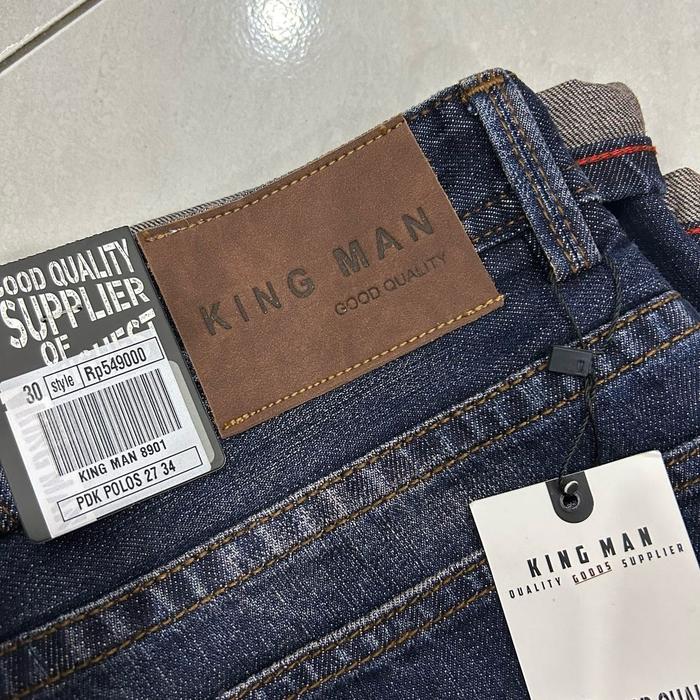 GOOD QUALITY
SUPPLIER
OF
30 style Rp549000
KING MAN 8901
PDK POLOS 27 34
KING MAN
GOOD QUALITY
KING MAN
QUALITY GOODS SUPPLIER